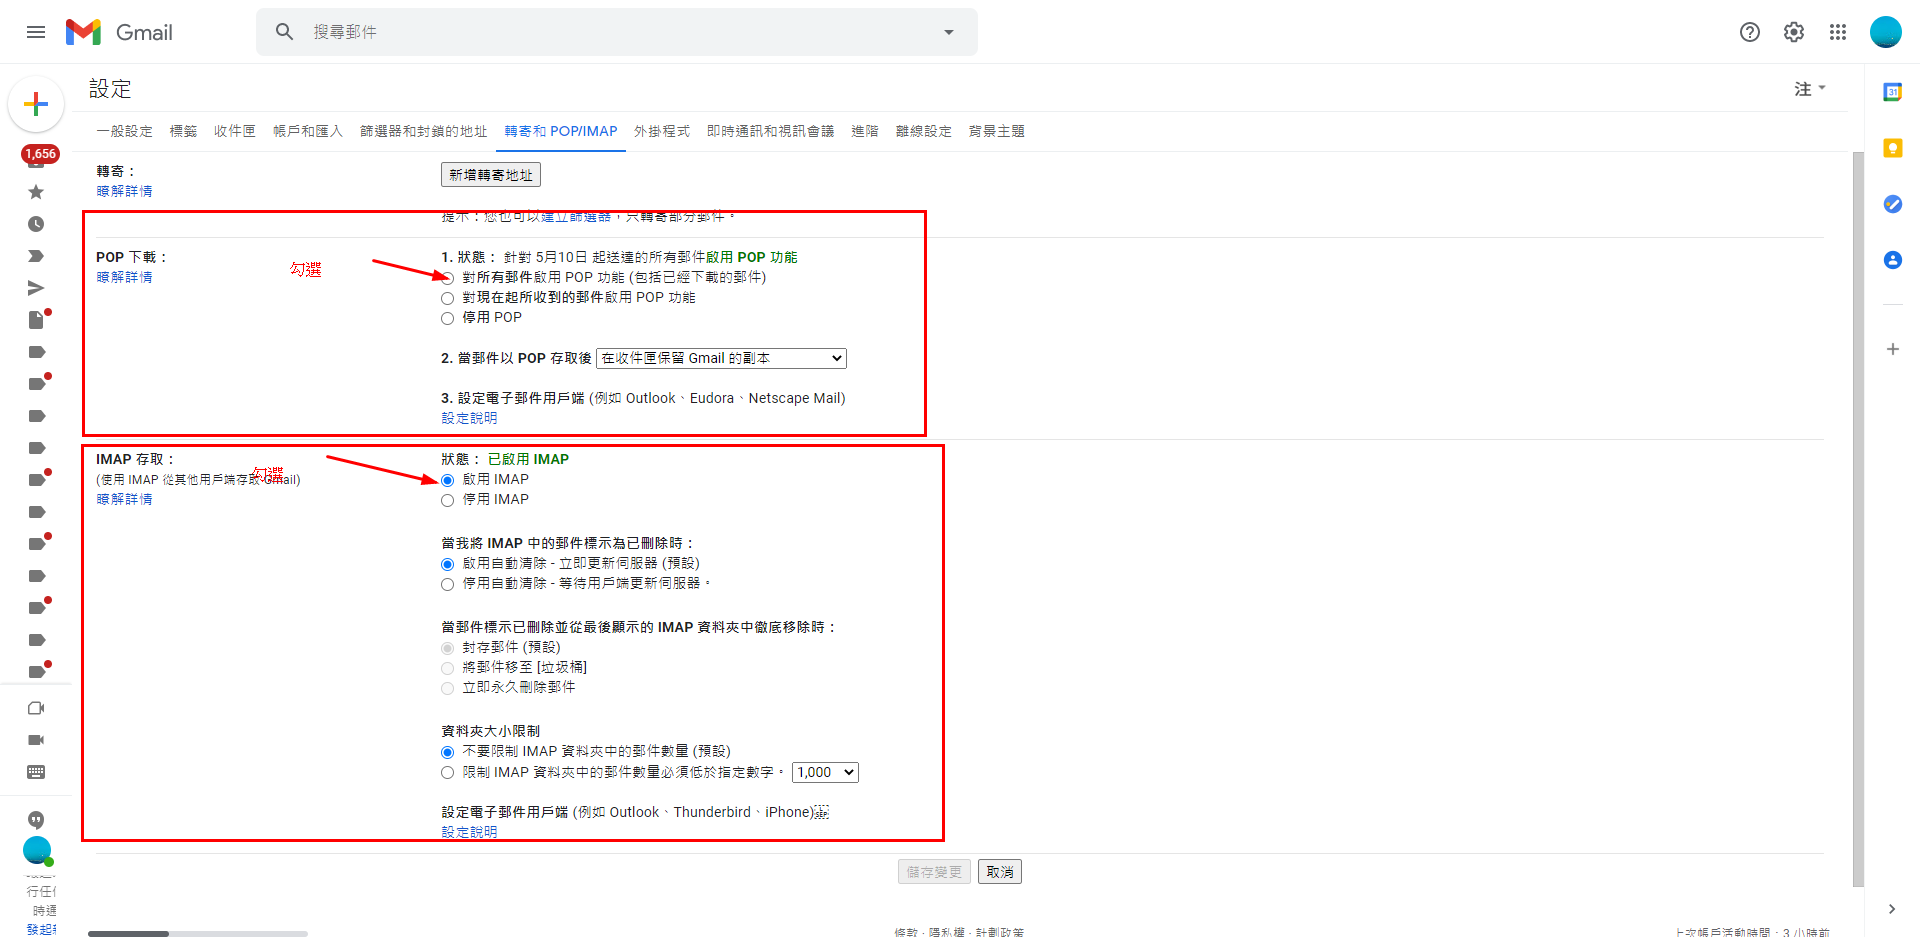 Gmail
搜尋郵件
設定
注
一般設定 標籤 收件匣 帳戶和匯入 篩選器和封鎖的地址 轉寄和 POP/IMAP 外掛程式 即時通訊和視訊會議 進階 離線設定 背景主題
1,656
31
轉寄：
瞭解詳情
新增轉寄地址
提示：您也可以建立篩選器，只轉寄部分郵件。
POP 下載：
瞭解詳情
勾選
1. 狀態： 針對 5月10日 起送達的所有郵件啟用 POP 功能
對所有郵件啟用 POP 功能 (包括已經下載的郵件)
對現在起所收到的郵件啟用 POP 功能
停用 POP
2. 當郵件以 POP 存取後 在收件匣保留 Gmail 的副本
3. 設定電子郵件用戶端 (例如 Outlook、Eudora、Netscape Mail)
設定說明
IMAP 存取：
(使用 IMAP 從其他用戶端存取 Gmail)
瞭解詳情
勾選
狀態： 已啟用 IMAP
啟用 IMAP
停用 IMAP
當我將 IMAP 中的郵件標示為已刪除時：
啟用自動清除 - 立即更新伺服器 (預設)
停用自動清除 - 等待用戶端更新伺服器。
當郵件標示已刪除並從最後顯示的 IMAP 資料夾中徹底移除時：
封存郵件 (預設)
將郵件移至 [垃圾桶]
立即永久刪除郵件
資料夾大小限制
不要限制 IMAP 資料夾中的郵件數量 (預設)
限制 IMAP 資料夾中的郵件數量必須低於指定數字。 1,000
設定電子郵件用戶端 (例如 Outlook、Thunderbird、iPhone)
設定說明
儲存變更 取消
行任
時通
發起
條款 · 隱私權 · 計劃政策
上次帳戶活動時間：3 小時前